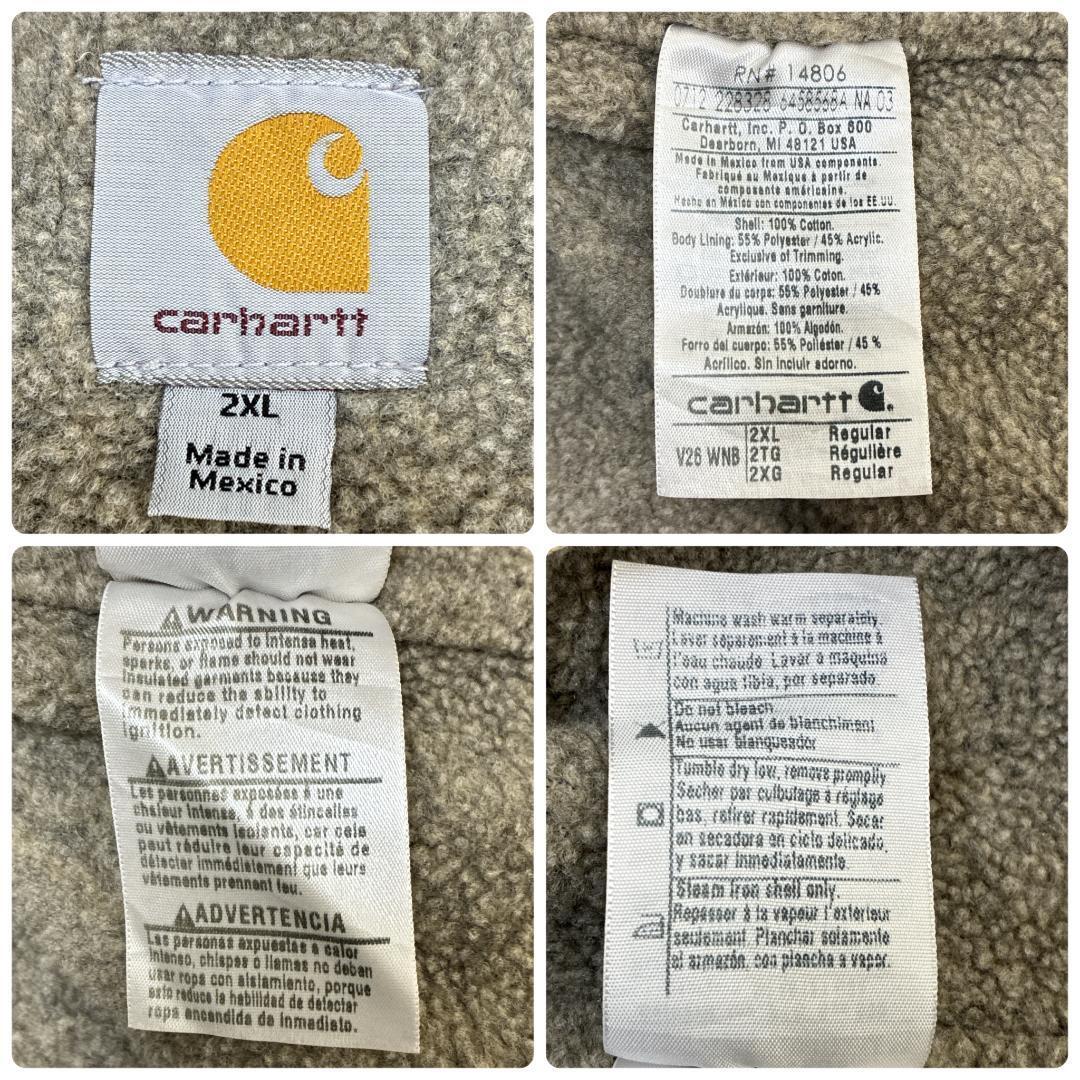 carhartt
2XL
Made in
Mexico
RN# 14806
0712 228328 6458568A NA 03
Carhartt, Inc. P. O. Box 600
Dearborn, MI 48121 USA
Made in Mexico from USA components.
Fabriqué au Mexique à partir de
composants américains.
Hecho en México con componentes de los EE.UU.
Shell: 100% Cotton.
Body Lining: 55% Polyester / 45% Acrylic.
Exclusive of Trimming.
Extérieur: 100% Coton.
Doublure du corps: 55% Polyester / 45%
Acrylique. Sans garniture.
Armazón: 100% Algodón.
Forro del cuerpo: 55% Poliéster / 45 %
Acrílico. Sin incluir adorno.
carhartt
V26 WNB
2XL Regular
2TG Régulière
2XG Regular
WARNING
Persons exposed to intense heat,
sparks, or flame should not wear
insulated garments because they
can reduce the ability to
immediately detect clothing
ignition.
AVERTISSEMENT
Les personnes exposées à une
chaleur intense, à des étincelles
ou vêtements isolants, car cela
peut réduire leur capacité de
détecter immédiatement que leurs
vêtements prennent feu.
ADVERTENCIA
Las personas expuestas a calor
intenso, chispas o llamas no deban
usar ropa con aislamiento, porque
esto reduce la habilidad de detectar
ropa encendida de inmediato.
Machine wash warm separately.
Laver séparément à la machine à
l'eau chaude. Lavar a máquina
con agua tibia, por separado.
Do not bleach
Aucun agent de blanchiment
No usar blanqueador
Tumble dry low, remove promptly
Sécher par culbutage à réglage
bas, retirer rapidement. Secar
en secadora en ciclo delicado,
y sacar inmediatamente.
Steam iron shell only.
Repasser à la vapeur l'extérieur
seulement. Planchar solamente
el armazón, con plancha a vapor.